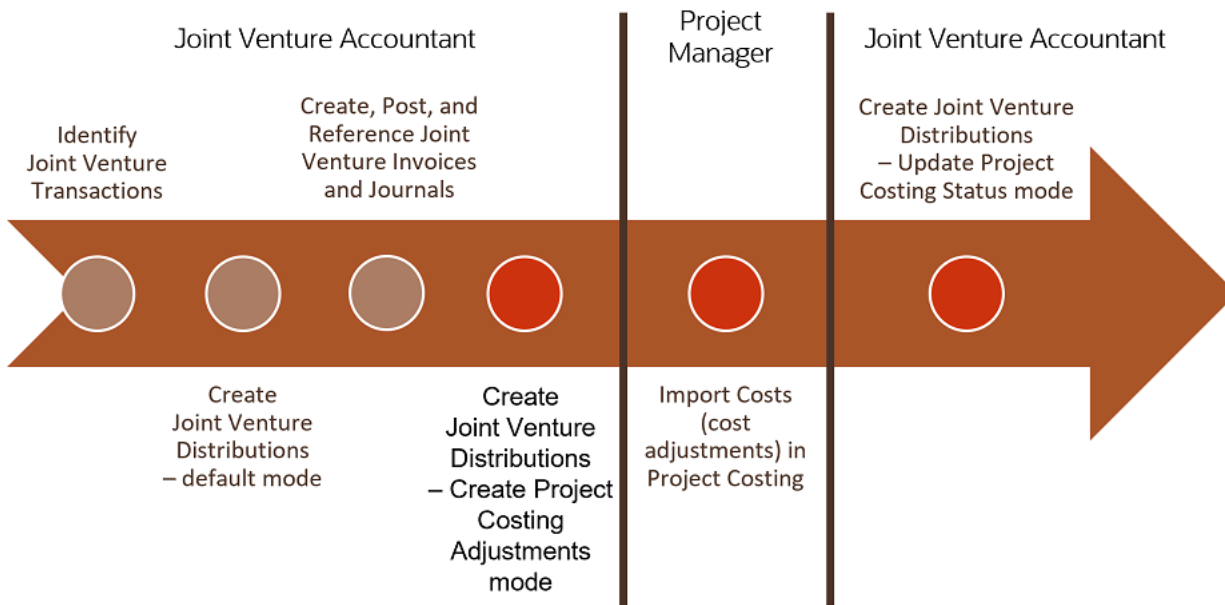 Joint Venture Accountant
Project
Manager
Joint Venture Accountant
Identify
Joint Venture
Transactions
Create, Post, and
Reference Joint
Venture Invoices
and Journals
Create Joint Venture
Distributions
– Update Project
Costing Status mode
Create
Joint Venture
Distributions
– default mode
Create
Joint Venture
Distributions
– Create Project
Costing
Adjustments
mode
Import Costs
(cost
adjustments) in
Project Costing